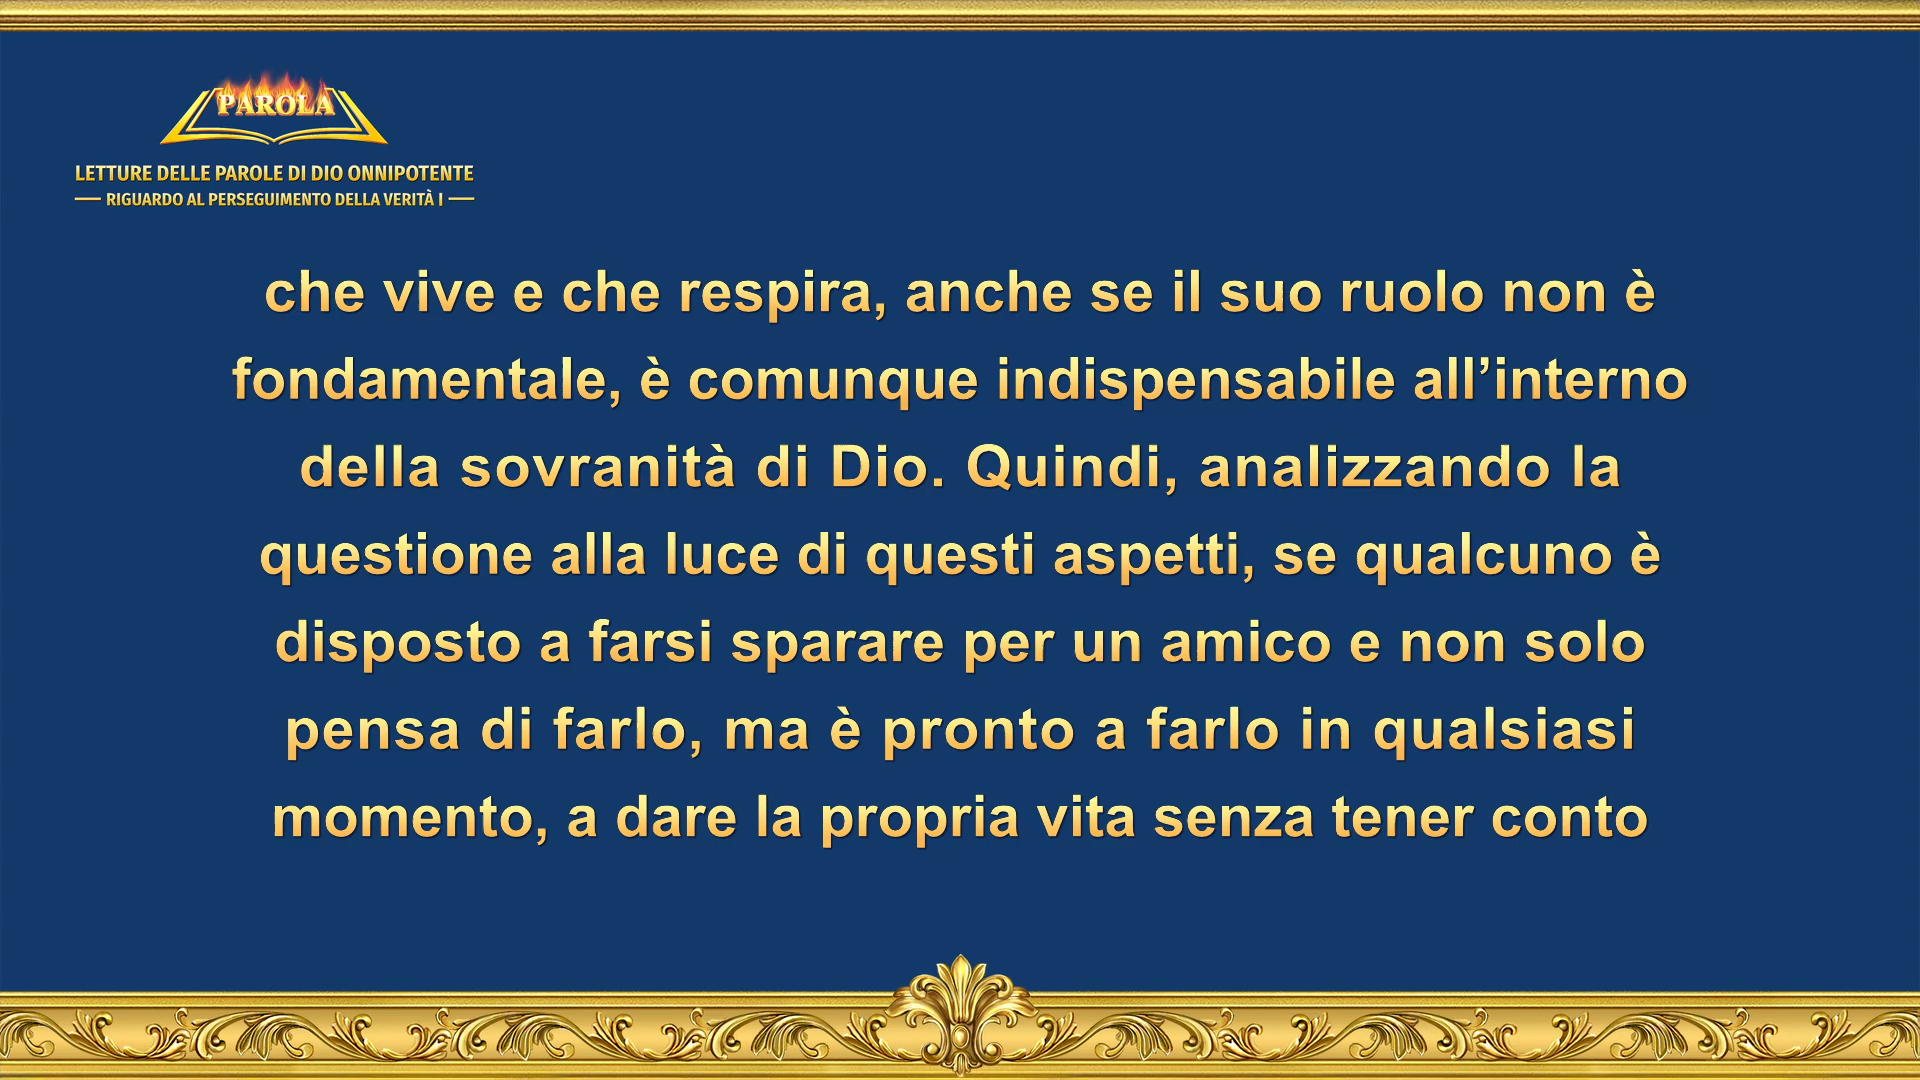 PAROLA
LETTURE DELLE PAROLE DI DIO ONNIPOTENTE
RIGUARDO AL PERSEGUIMENTO DELLA VERITÀ I
che vive e che respira, anche se il suo ruolo non è
fondamentale, è comunque indispensabile all’interno
della sovranità di Dio. Quindi, analizzando la
questione alla luce di questi aspetti, se qualcuno è
disposto a farsi sparare per un amico e non solo
pensa di farlo, ma è pronto a farlo in qualsiasi
momento, a dare la propria vita senza tener conto